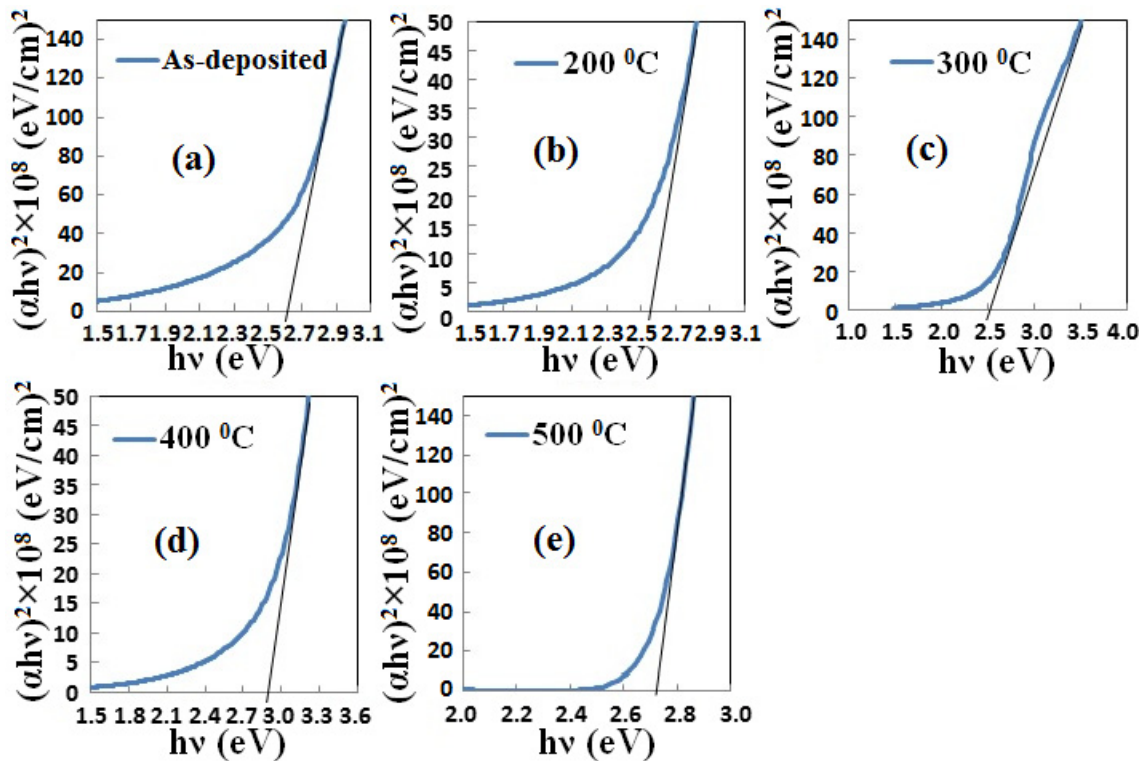 (αhν)²×10⁸ (eV/cm)²
140
120
100
80
60
40
20
0
As-deposited
(a)
1.5 1.7 1.9 2.1 2.3 2.5 2.7 2.9 3.1
hν (eV)
(αhν)²×10⁸ (eV/cm)²
50
45
40
35
30
25
20
15
10
5
0
200 ⁰C
(b)
1.5 1.7 1.9 2.1 2.3 2.5 2.7 2.9 3.1
hν (eV)
(αhν)²×10⁸ (eV/cm)²
140
120
100
80
60
40
20
0
300 ⁰C
(c)
1.0 1.5 2.0 2.5 3.0 3.5 4.0
hν (eV)
(αhν)²×10⁸ (eV/cm)²
50
45
40
35
30
25
20
15
10
5
0
400 ⁰C
(d)
1.5 1.8 2.1 2.4 2.7 3.0 3.3 3.6
hν (eV)
(αhν)²×10⁸ (eV/cm)²
140
120
100
80
60
40
20
0
500 ⁰C
(e)
2.0 2.2 2.4 2.6 2.8 3.0
hν (eV)